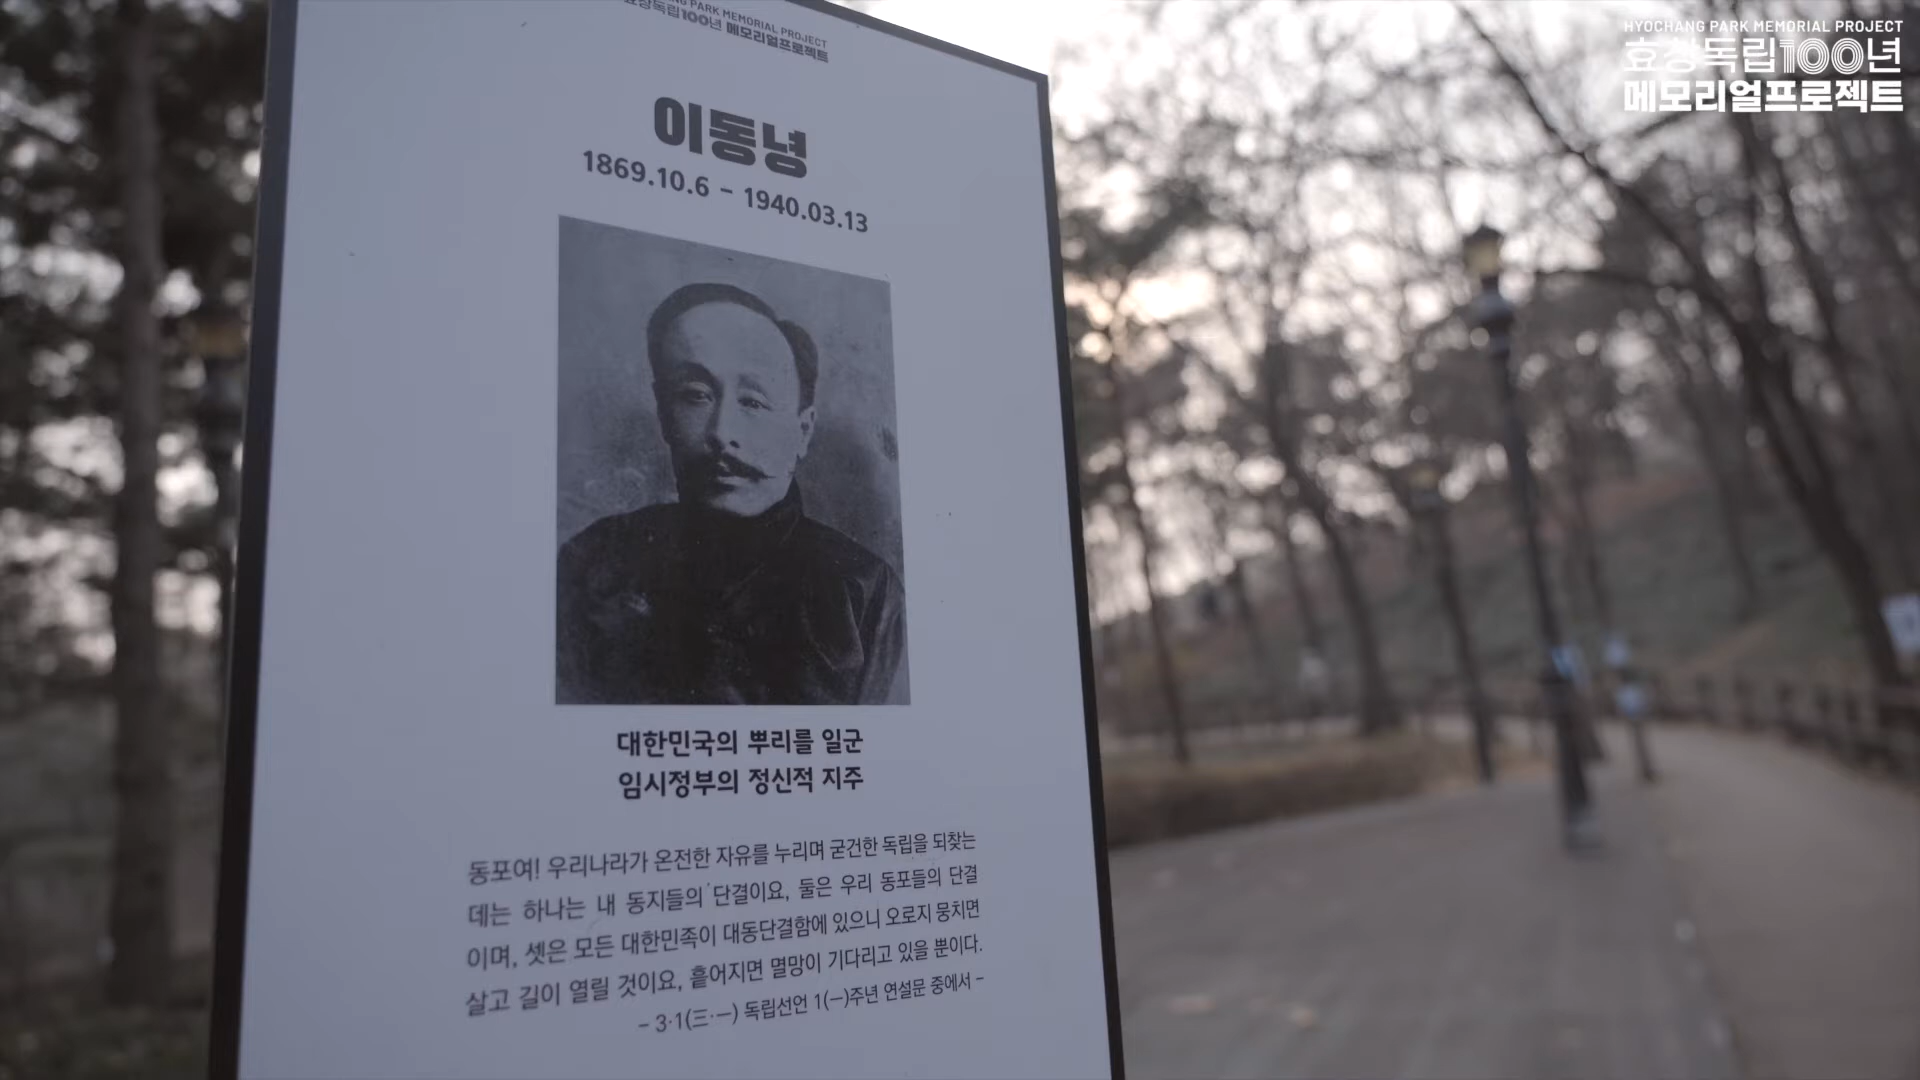 HYOCHANG PARK MEMORIAL PROJECT
효창독립100년
메모리얼프로젝트
PARK MEMORIAL PROJECT
효창독립100년 메모리얼프로젝트
이동녕
1869.10.6 - 1940.03.13
대한민국의 뿌리를 일군
임시정부의 정신적 지주
동포여! 우리나라가 온전한 자유를 누리며 굳건한 독립을 되찾는
데는 하나는 내 동지들의 단결이요, 둘은 우리 동포들의 단결
이며, 셋은 모든 대한민족이 대동단결함에 있으니 오로지 뭉치면
살고 길이 열릴 것이요, 흩어지면 멸망이 기다리고 있을 뿐이다.
- 3·1(三·一) 독립선언 1(一)주년 연설문 중에서 -